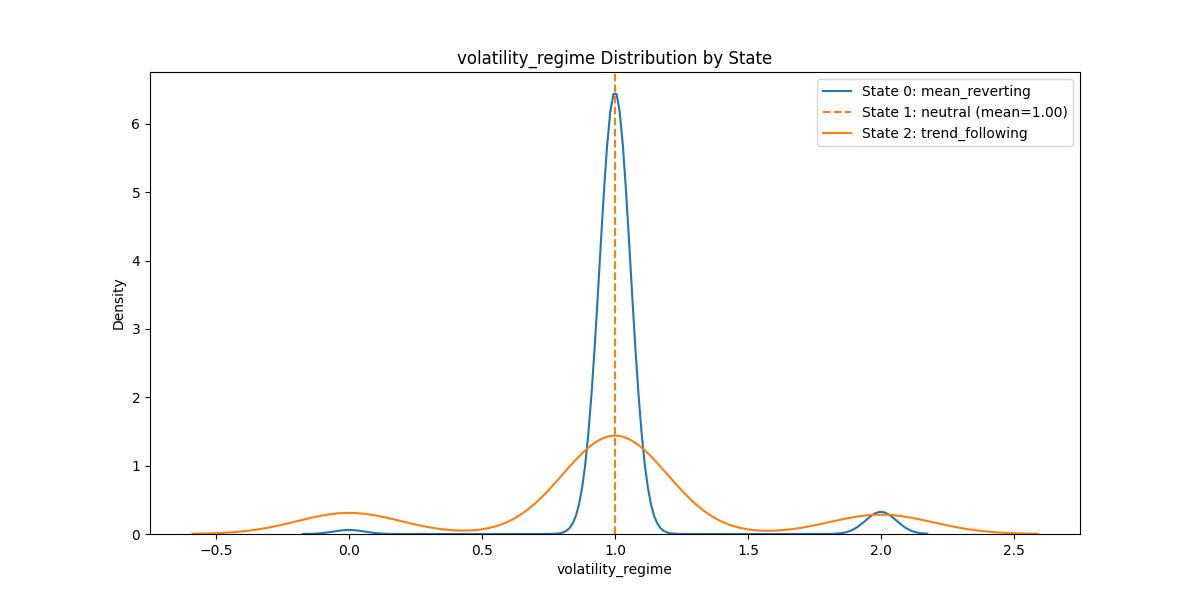 volatility_regime Distribution by State
State 0: mean_reverting
State 1: neutral (mean=1.00)
State 2: trend_following
Density
6
5
4
3
2
1
0
−0.5
0.0
0.5
1.0
1.5
2.0
2.5
volatility_regime